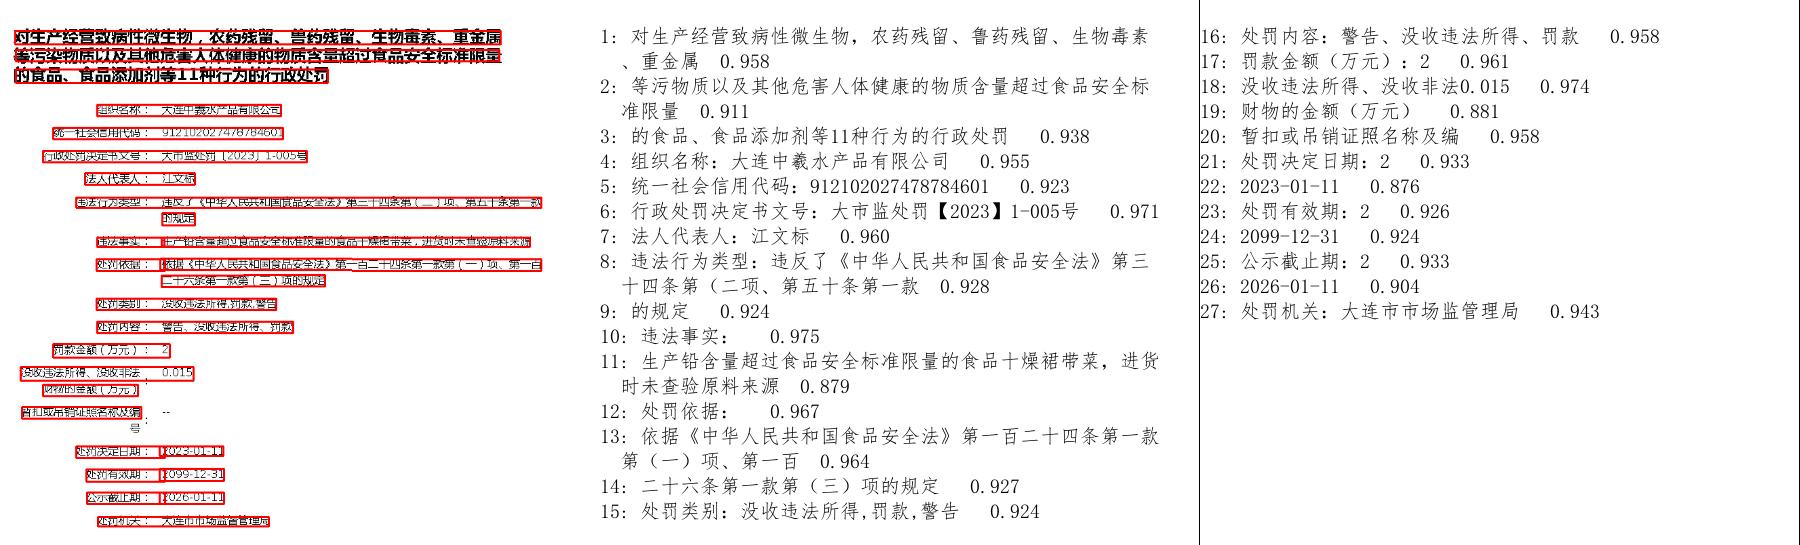 对生产经营致病性微生物，农药残留、兽药残留、生物毒素、重金属
等污染物质以及其他危害人体健康的物质含量超过食品安全标准限量
的食品、食品添加剂等11种行为的行政处罚
组织名称： 大连中羲水产品有限公司
统一社会信用代码： 912102027478784601
行政处罚决定书文号： 大市监处罚〔2023〕1-005号
法人代表人： 江文标
违法行为类型： 违反了《中华人民共和国食品安全法》第三十四条第（二）项、第五十条第一款
的规定
违法事实： 生产铅含量超过食品安全标准限量的食品干燥裙带菜，进货时未查验原料来源
处罚依据： 依据《中华人民共和国食品安全法》第一百二十四条第一款第（一）项、第一百
二十六条第一款第（三）项的规定
处罚类别： 没收违法所得,罚款,警告
处罚内容： 警告、没收违法所得、罚款
罚款金额（万元）： 2
没收违法所得、没收非法 0.015
财物的金额（万元）：
暂扣或吊销证照名称及编 --
号：
处罚决定日期： 2023-01-11
处罚有效期： 2099-12-31
公示截止期： 2026-01-11
处罚机关： 大连市市场监督管理局
1: 对生产经营致病性微生物，农药残留、鲁药残留、生物毒素
、重金属 0.958
2: 等污物质以及其他危害人体健康的物质含量超过食品安全标
准限量 0.911
3: 的食品、食品添加剂等11种行为的行政处罚 0.938
4: 组织名称：大连中羲水产品有限公司 0.955
5: 统一社会信用代码：912102027478784601 0.923
6: 行政处罚决定书文号：大市监处罚【2023】1-005号 0.971
7: 法人代表人：江文标 0.960
8: 违法行为类型：违反了《中华人民共和国食品安全法》第三
十四条第（二项、第五十条第一款 0.928
9: 的规定 0.924
10: 违法事实： 0.975
11: 生产铅含量超过食品安全标准限量的食品十燥裙带菜，进货
时未查验原料来源 0.879
12: 处罚依据： 0.967
13: 依据《中华人民共和国食品安全法》第一百二十四条第一款
第（一）项、第一百 0.964
14: 二十六条第一款第（三）项的规定 0.927
15: 处罚类别：没收违法所得,罚款,警告 0.924
16: 处罚内容：警告、没收违法所得、罚款 0.958
17: 罚款金额（万元）：2 0.961
18: 没收违法所得、没收非法0.015 0.974
19: 财物的金额（万元） 0.881
20: 暂扣或吊销证照名称及编 0.958
21: 处罚决定日期：2 0.933
22: 2023-01-11 0.876
23: 处罚有效期：2 0.926
24: 2099-12-31 0.924
25: 公示截止期：2 0.933
26: 2026-01-11 0.904
27: 处罚机关：大连市市场监管理局 0.943